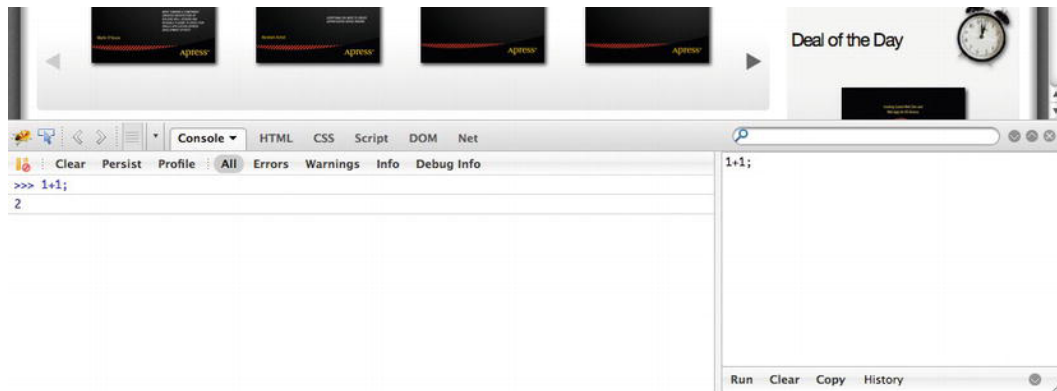 Apress®
Apress®
Apress®
Apress®
Deal of the Day
Console HTML CSS Script DOM Net
Clear Persist Profile All Errors Warnings Info Debug Info
>>> 1+1;
2
1+1;
Run Clear Copy History